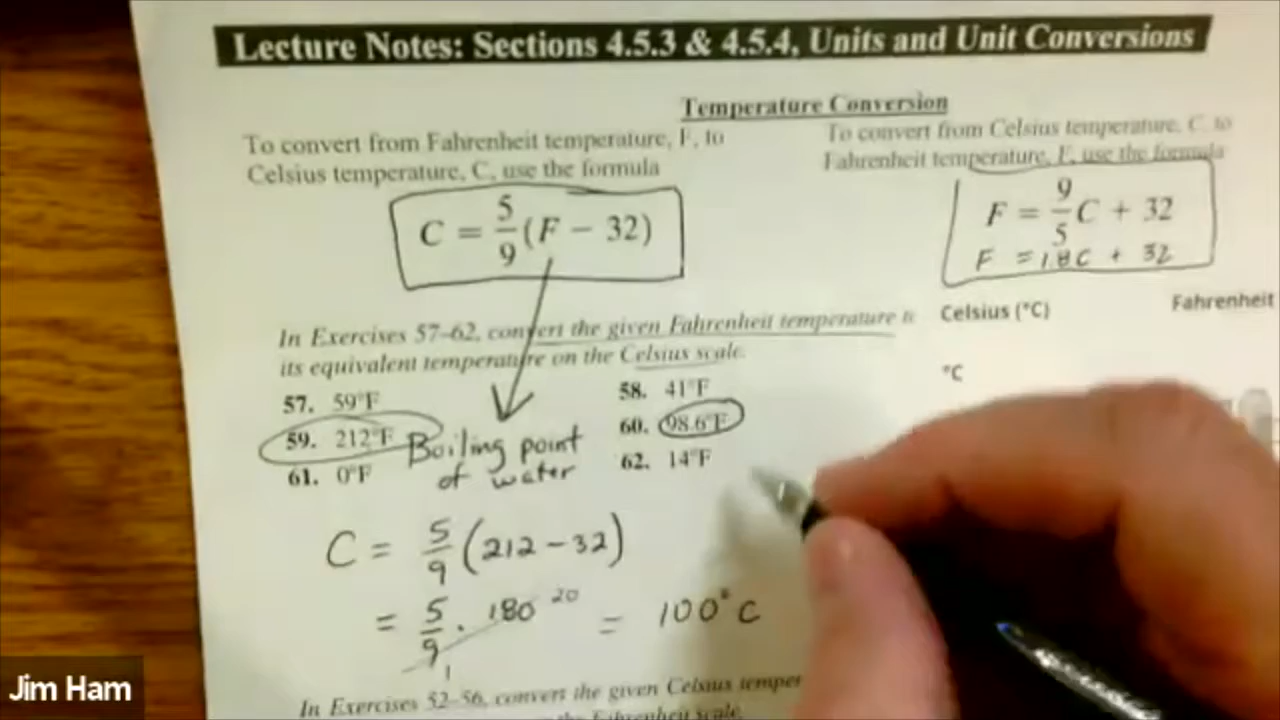 Lecture Notes: Sections 4.5.3 & 4.5.4, Units and Unit Conversions
Temperature Conversion
To convert from Fahrenheit temperature, F, to
Celsius temperature, C, use the formula
C = 5/9 (F − 32)
To convert from Celsius temperature, C, to
Fahrenheit temperature, F, use the formula
F = 9/5 C + 32
F = 1.8C + 32
Celsius (°C) Fahrenheit
°C
In Exercises 57–62, convert the given Fahrenheit temperature
its equivalent temperature on the Celsius scale.
57. 59°F 58. 41°F
59. 212°F 60. 98.6°F
61. 0°F 62. 14°F
Boiling point
of water
C = 5/9 (212 − 32)
= 5/9 · 180 20 = 100°C
1
In Exercises 52–56, convert the given Celsius
Fahrenheit scale.
Jim Ham